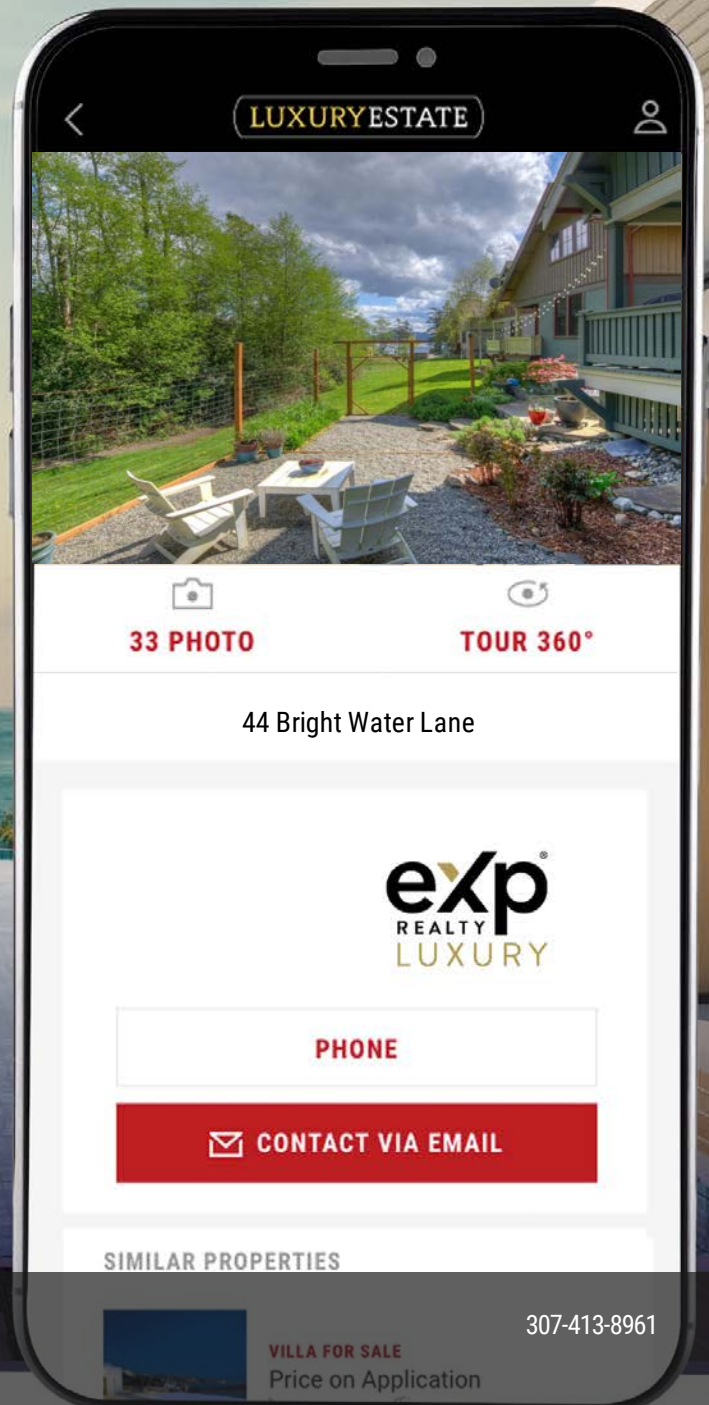 LUXURYESTATE
33 PHOTO
TOUR 360°
44 Bright Water Lane
exp®
REALTY
LUXURY
PHONE
CONTACT VIA EMAIL
SIMILAR PROPERTIES
307-413-8961
VILLA FOR SALE
Price on Application